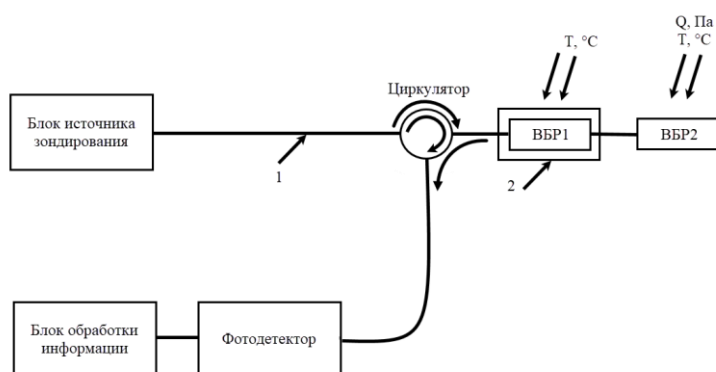 Q, Па
T, °C
T, °C
Циркулятор
Блок источника
зондирования
ВБР1
ВБР2
1
2
Блок обработки
информации
Фотодетектор